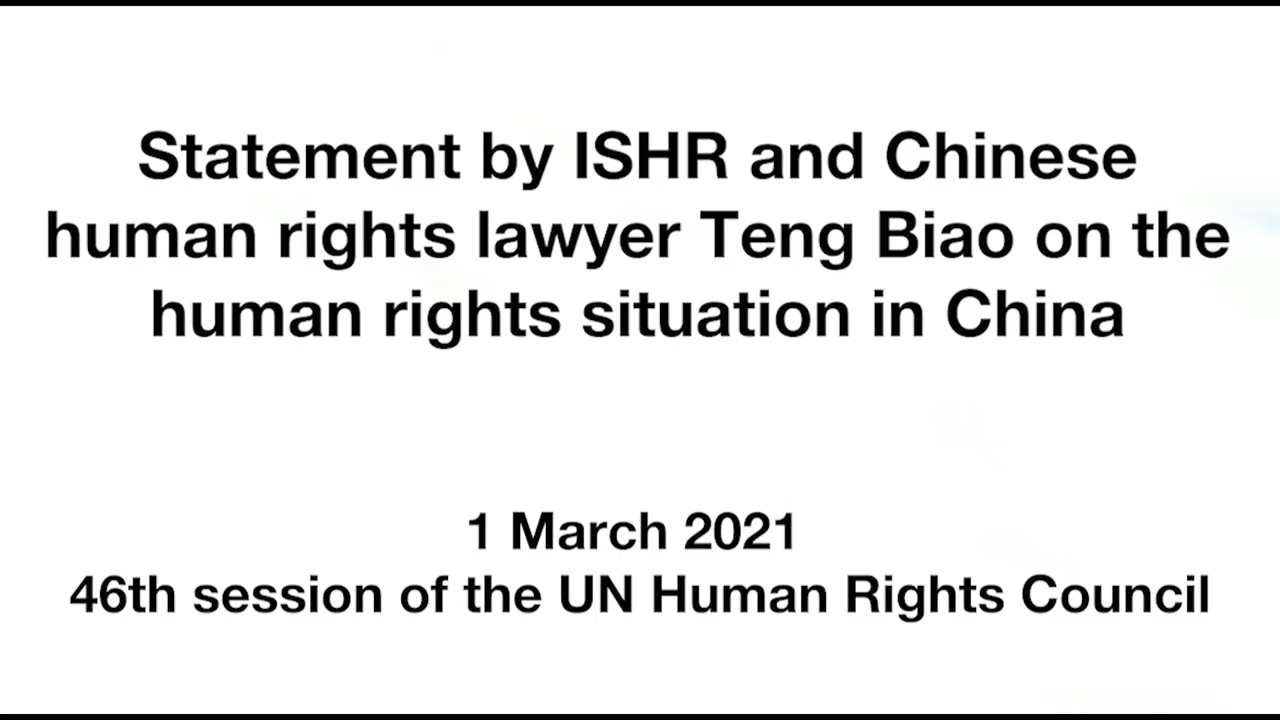 Statement by ISHR and Chinese
human rights lawyer Teng Biao on the
human rights situation in China
1 March 2021
46th session of the UN Human Rights Council